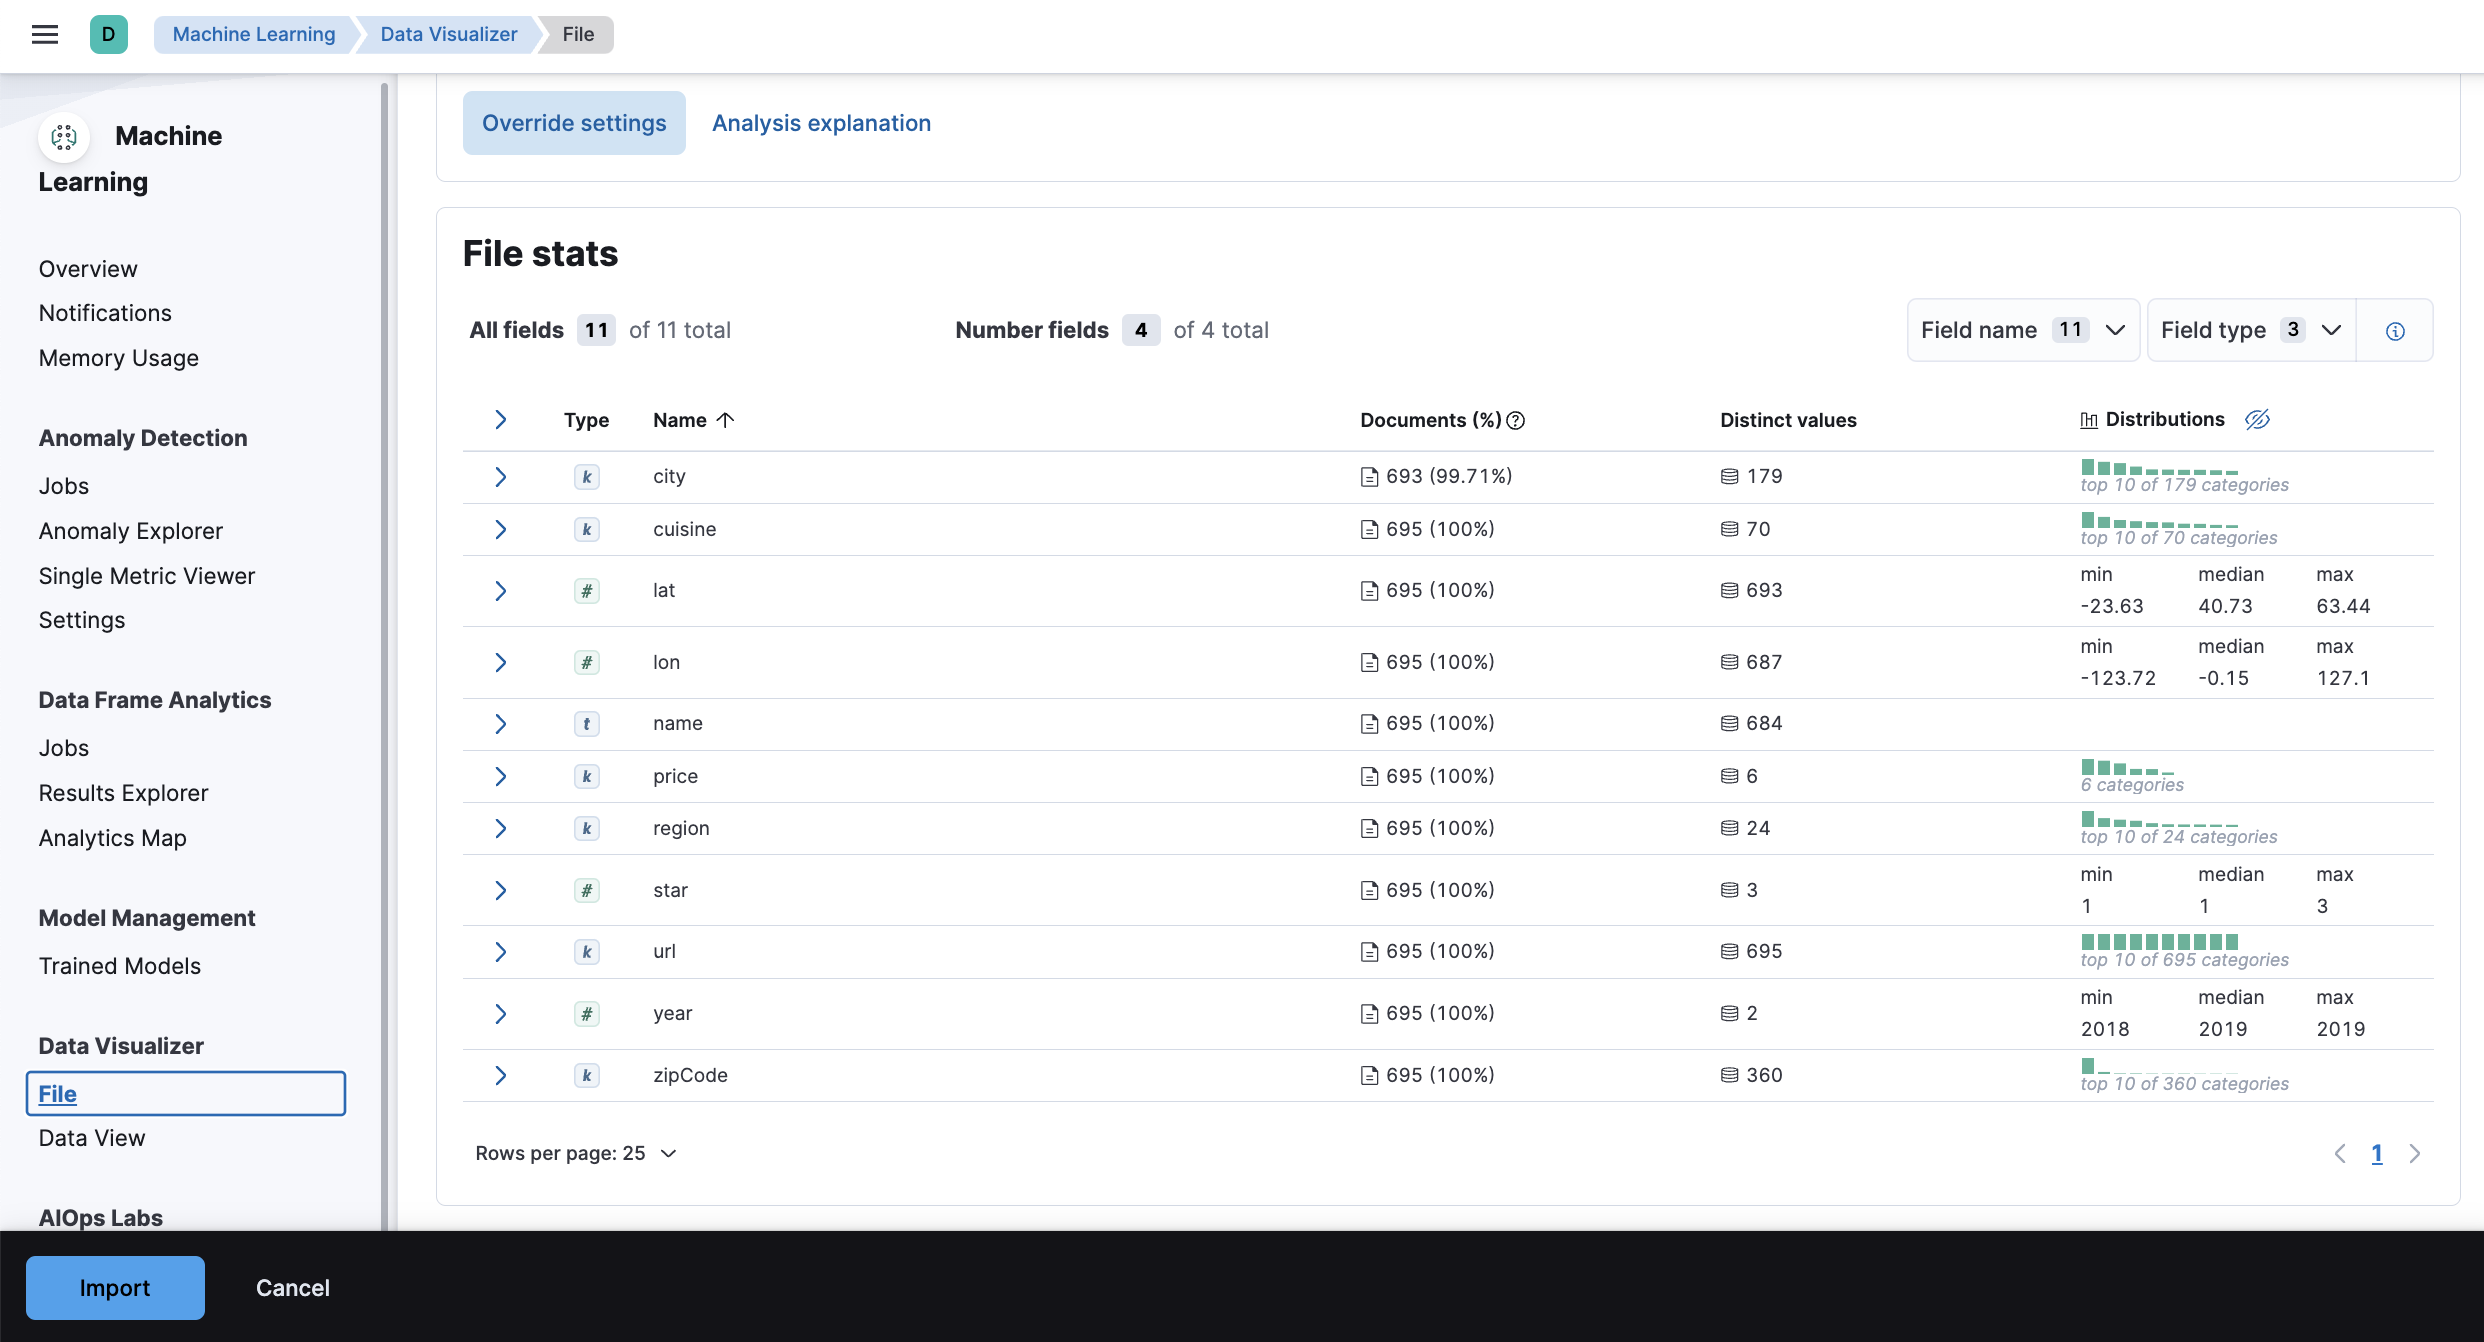 D Machine Learning Data Visualizer File
Machine
Learning
Overview
Notifications
Memory Usage
Anomaly Detection
Jobs
Anomaly Explorer
Single Metric Viewer
Settings
Data Frame Analytics
Jobs
Results Explorer
Analytics Map
Model Management
Trained Models
Data Visualizer
File
Data View
AIOps Labs
Override settings Analysis explanation
File stats
All fields 11 of 11 total Number fields 4 of 4 total Field name 11 Field type 3
Type Name Documents (%) Distinct values Distributions
k city 693 (99.71%) 179
top 10 of 179 categories
k cuisine 695 (100%) 70
top 10 of 70 categories
min median max
# lat 695 (100%) 693
-23.63 40.73 63.44
min median max
# lon 695 (100%) 687
-123.72 -0.15 127.1
t name 695 (100%) 684
k price 695 (100%) 6
6 categories
k region 695 (100%) 24
top 10 of 24 categories
min median max
# star 695 (100%) 3
1 1 3
k url 695 (100%) 695
top 10 of 695 categories
min median max
# year 695 (100%) 2
2018 2019 2019
k zipCode 695 (100%) 360
top 10 of 360 categories
Rows per page: 25 1
Import Cancel